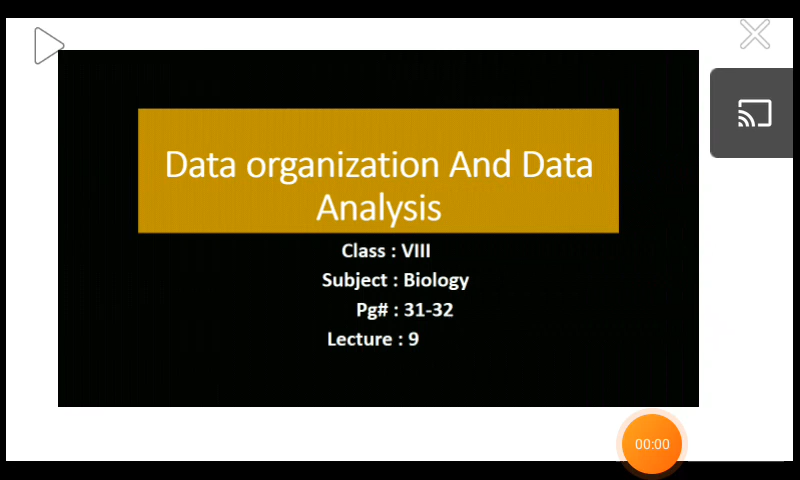 Data organization And Data
Analysis
Class : VIII
Subject : Biology
Pg# : 31-32
Lecture : 9
00:00